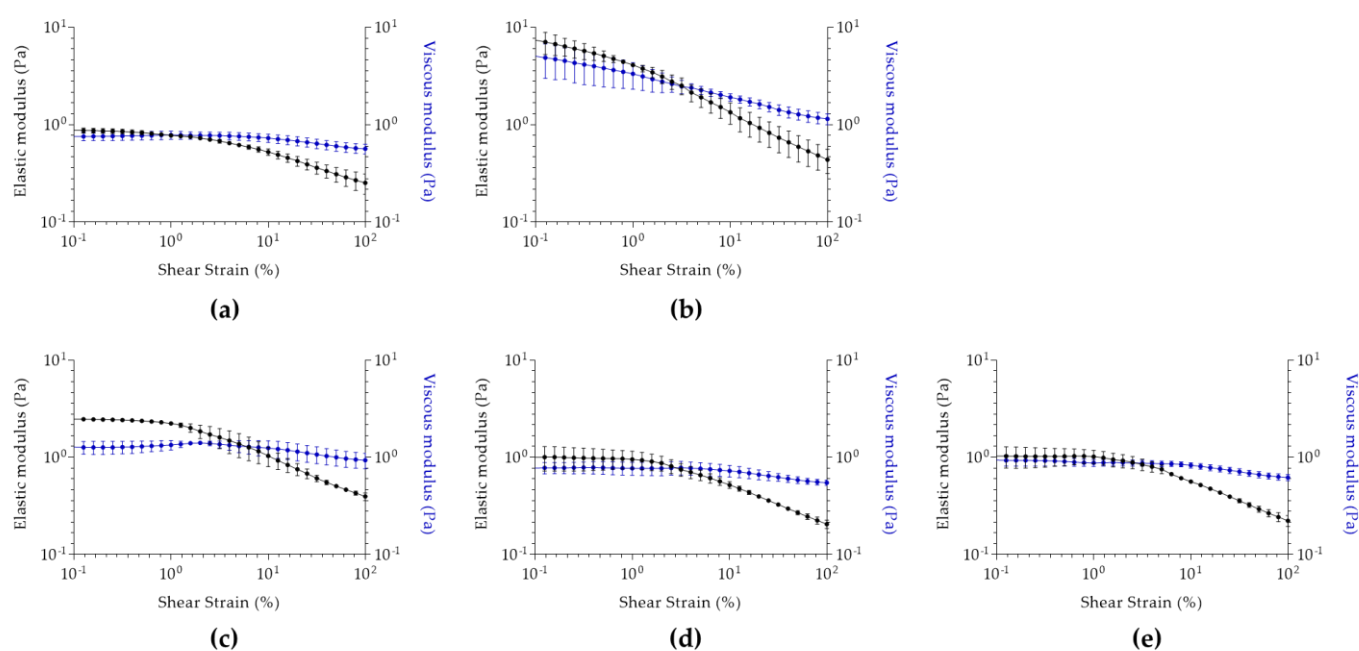 Elastic modulus (Pa)
10¹
10⁰
10⁻¹
10¹
10⁰
10⁻¹
Viscous modulus (Pa)
10⁻¹ 10⁰ 10¹ 10²
Shear Strain (%)
(a)
Elastic modulus (Pa)
10¹
10⁰
10⁻¹
10¹
10⁰
10⁻¹
Viscous modulus (Pa)
10⁻¹ 10⁰ 10¹ 10²
Shear Strain (%)
(b)
Elastic modulus (Pa)
10¹
10⁰
10⁻¹
10¹
10⁰
10⁻¹
Viscous modulus (Pa)
10⁻¹ 10⁰ 10¹ 10²
Shear Strain (%)
(c)
Elastic modulus (Pa)
10¹
10⁰
10⁻¹
10¹
10⁰
10⁻¹
Viscous modulus (Pa)
10⁻¹ 10⁰ 10¹ 10²
Shear Strain (%)
(d)
Elastic modulus (Pa)
10¹
10⁰
10⁻¹
10¹
10⁰
10⁻¹
Viscous modulus (Pa)
10⁻¹ 10⁰ 10¹ 10²
Shear Strain (%)
(e)